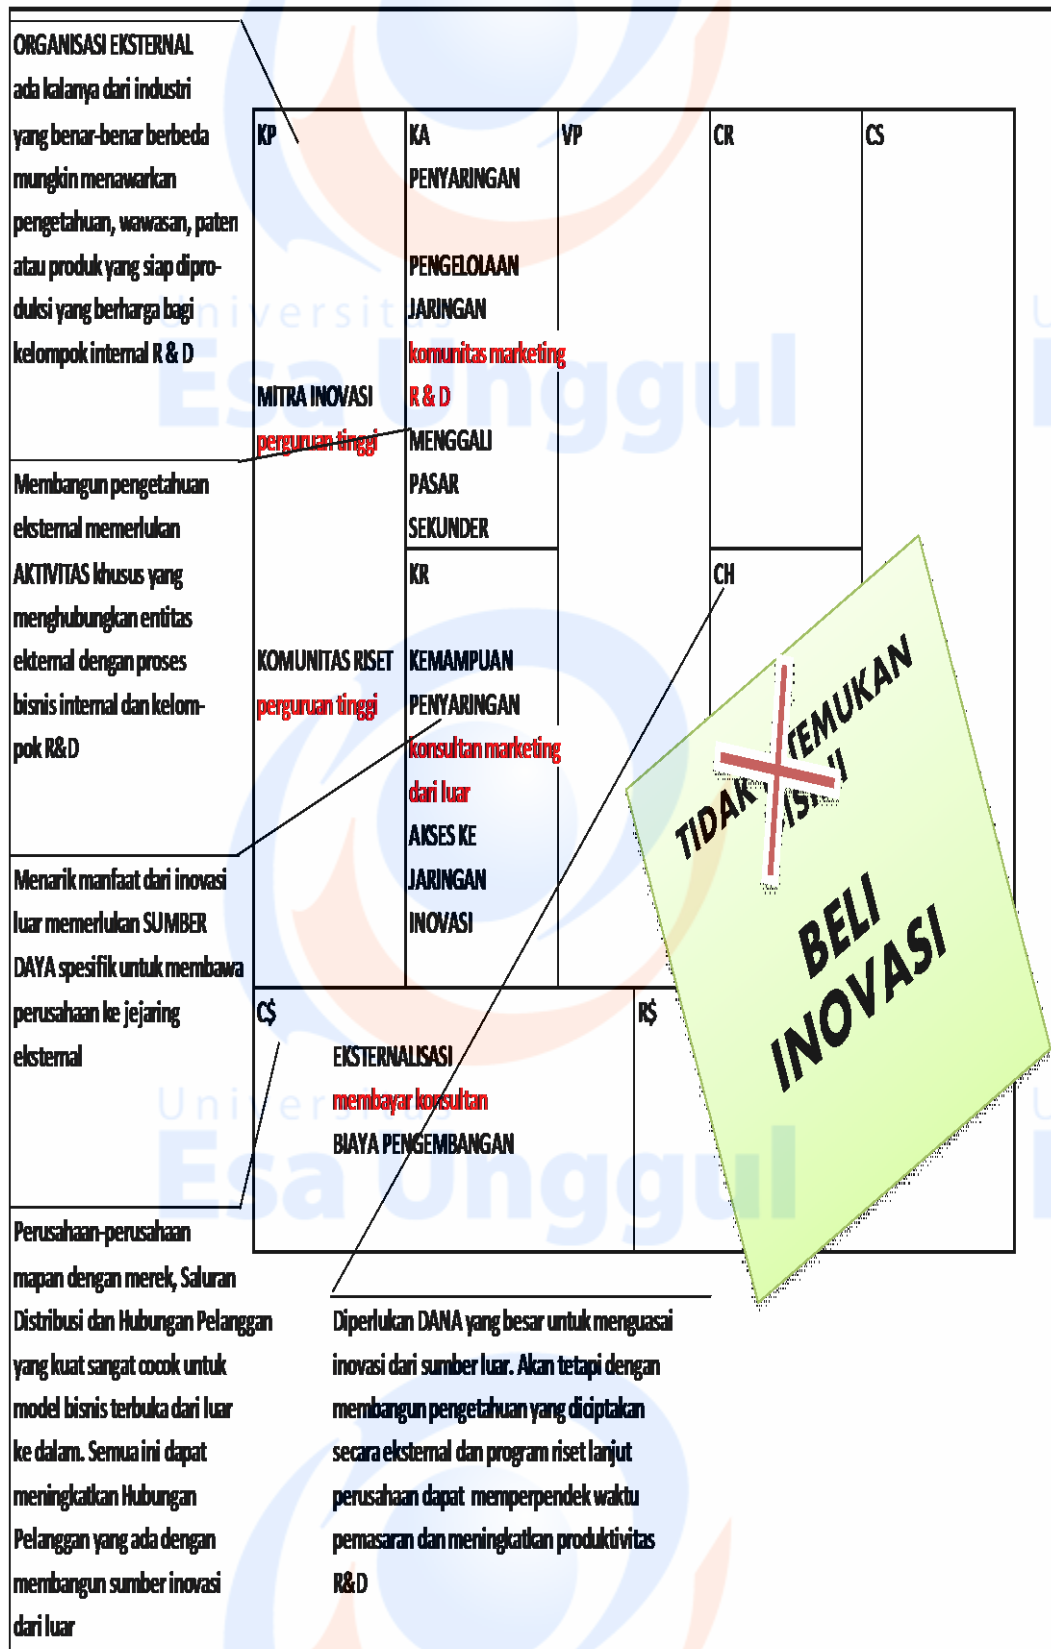 ORGANISASI EKSTERNAL
ada kalanya dari industri
yang benar-benar berbeda
mungkin menawarkan
pengetahuan, wawasan, paten
atau produk yang siap dipro-
duksi yang berharga bagi
kelompok internal R & D
Membangun pengetahuan
eksternal memerlukan
AKTIVITAS khusus yang
menghubungkan entitas
ekternal dengan proses
bisnis internal dan kelom-
pok R&D
Menarik manfaat dari inovasi
luar memerlukan SUMBER
DAYA spesifik untuk membawa
perusahaan ke jejaring
eksternal
Perusahaan-perusahaan
mapan dengan merek, Saluran
Distribusi dan Hubungan Pelanggan
yang kuat sangat cocok untuk
model bisnis terbuka dari luar
ke dalam. Semua ini dapat
meningkatkan Hubungan
Pelanggan yang ada dengan
membangun sumber inovasi
dari luar
KP
MITRA INOVASI
perguruan tinggi
KOMUNITAS RISET
perguruan tinggi
KA
PENYARINGAN
PENGELOLAAN
JARINGAN
komunitas marketing
R & D
MENGGALI
PASAR
SEKUNDER
KR
KEMAMPUAN
PENYARINGAN
konsultan marketing
dari luar
AKSES KE
JARINGAN
INOVASI
VP
CR
CH
CS
C$
EKSTERNALISASI
membayar konsultan
BIAYA PENGEMBANGAN
R$
TIDAK TEMUKAN
BELI
INOVASI
Diperlukan DANA yang besar untuk menguasai
inovasi dari sumber luar. Akan tetapi dengan
membangun pengetahuan yang diciptakan
secara eksternal dan program riset lanjut
perusahaan dapat memperpendek waktu
pemasaran dan meningkatkan produktivitas
R&D
Universitas
Esa Unggul
Universitas
Esa Unggul